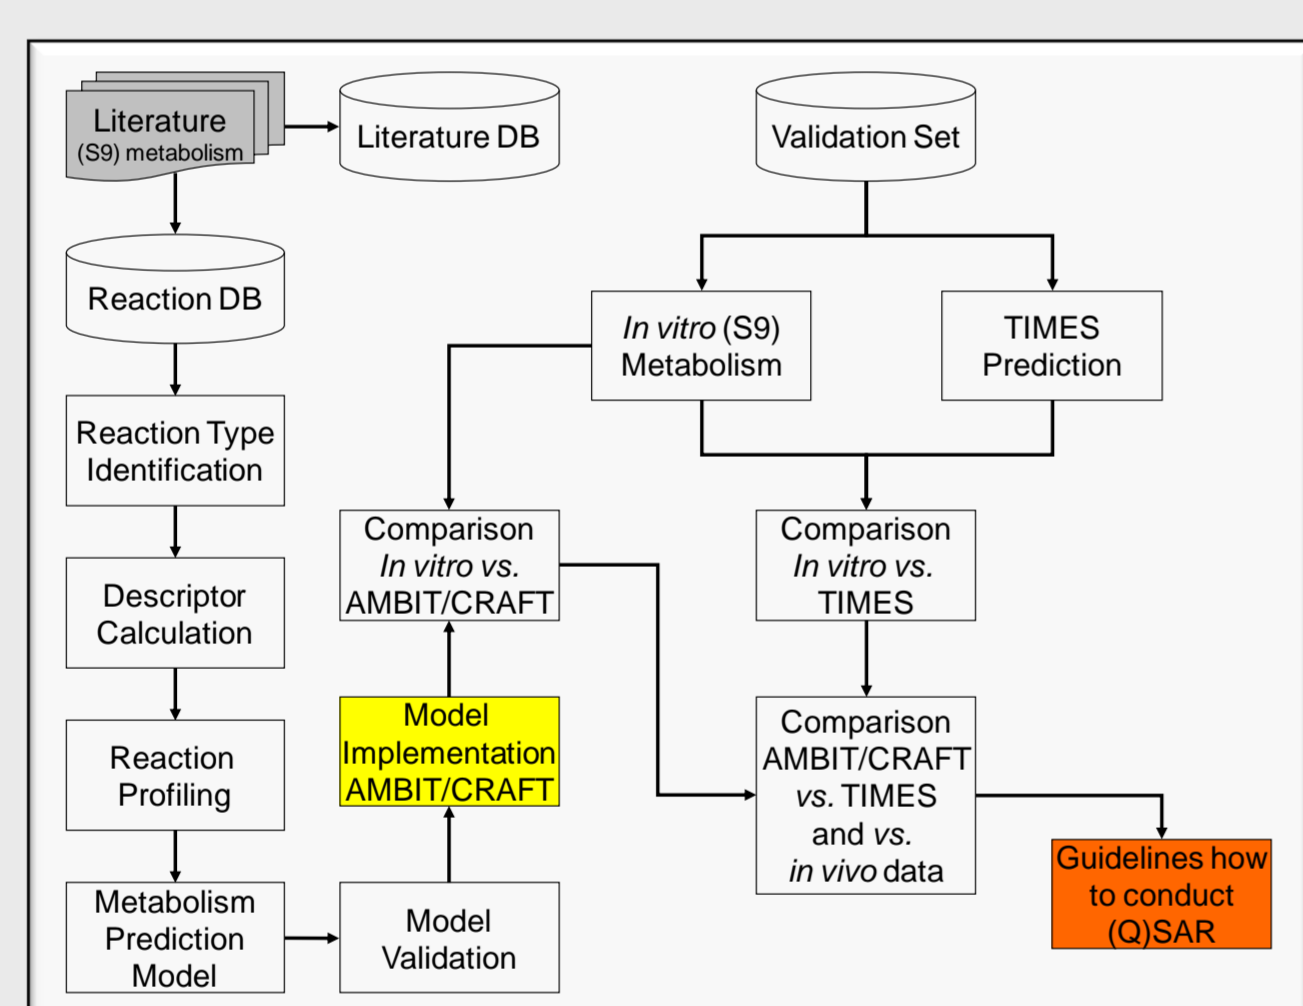 Literature
(S9) metabolism
Literature DB
Validation Set
Reaction DB
In vitro (S9)
Metabolism
TIMES
Prediction
Reaction Type
Identification
Comparison
In vitro vs.
AMBIT/CRAFT
Comparison
In vitro vs.
TIMES
Descriptor
Calculation
Model
Implementation
AMBIT/CRAFT
Comparison
AMBIT/CRAFT
vs. TIMES
and vs.
in vivo data
Reaction
Profiling
Guidelines how
to conduct
(Q)SAR
Metabolism
Prediction
Model
Model
Validation